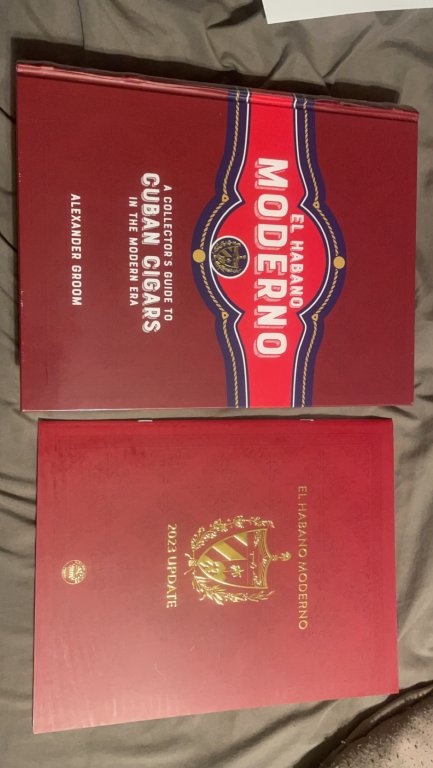 EL HABANO
MODERNO
A COLLECTOR'S GUIDE TO
CUBAN CIGARS
IN THE MODERN ERA
ALEXANDER GROOM
EL HABANO MODERNO
2023 UPDATE